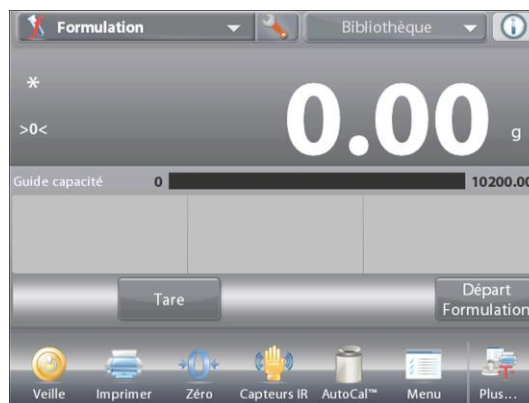 Formulation Bibliothèque
*
0.00
>0< g
Guide capacité 0 10200.00
Tare
Départ
Formulation
Veille Imprimer Zéro Capteurs IR AutoCal™ Menu Plus...